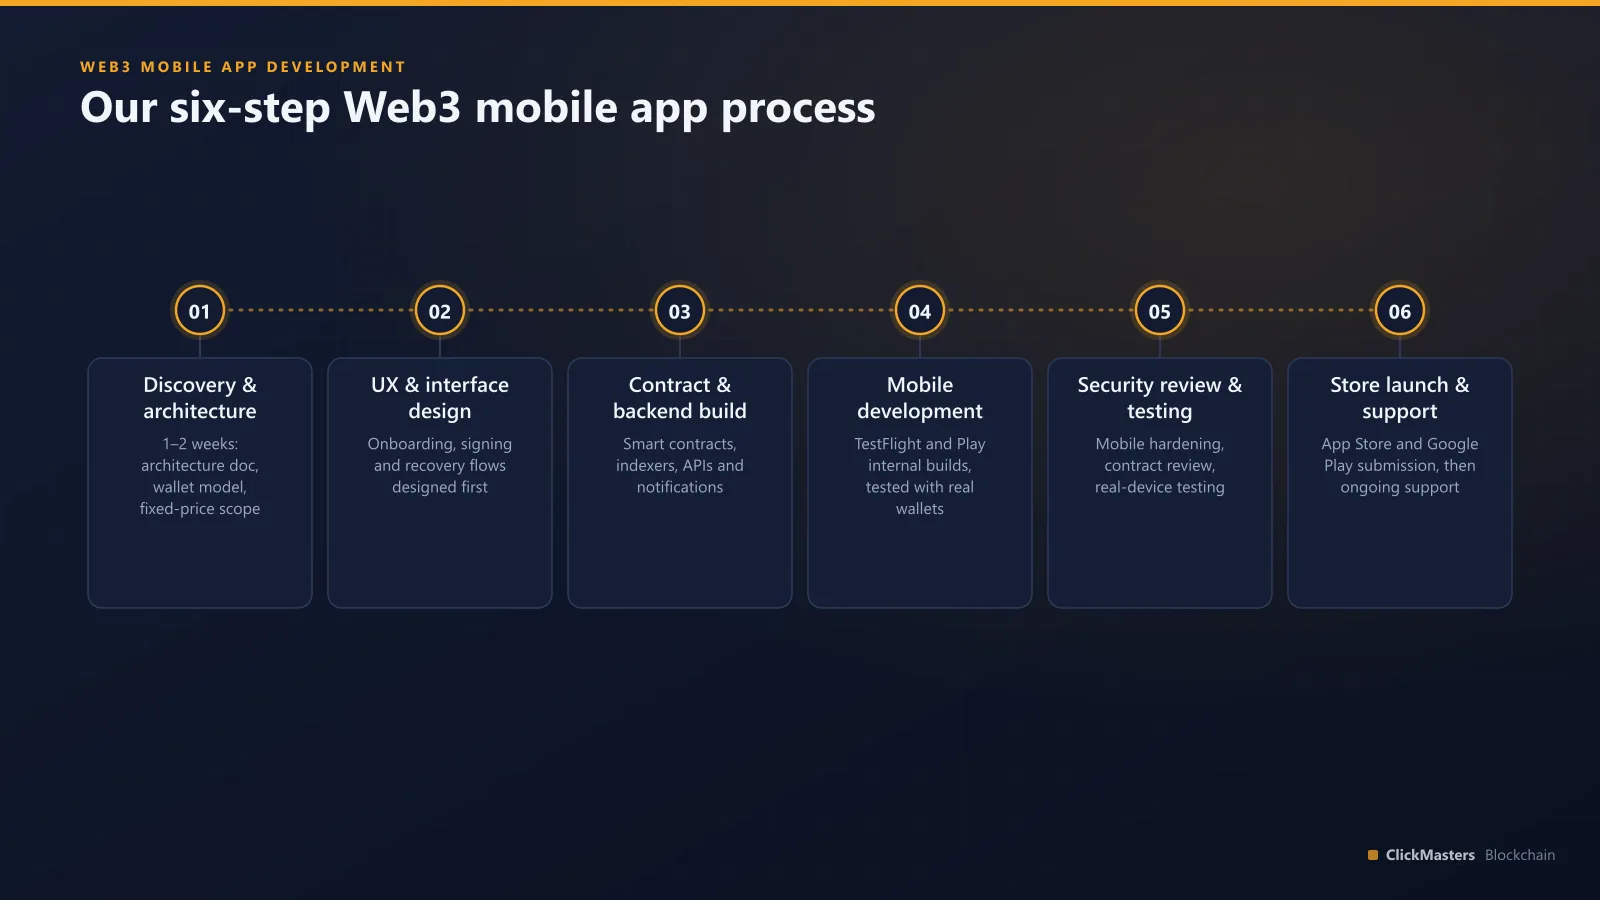 WEB3 MOBILE APP DEVELOPMENT
Our six-step Web3 mobile app process
01
02
03
04
05
06
Discovery &
architecture
1–2 weeks:
architecture doc,
wallet model,
fixed-price scope
UX & interface
design
Onboarding, signing
and recovery flows
designed first
Contract &
backend build
Smart contracts,
indexers, APIs and
notifications
Mobile
development
TestFlight and Play
internal builds,
tested with real
wallets
Security review &
testing
Mobile hardening,
contract review,
real-device testing
Store launch &
support
App Store and Google
Play submission, then
ongoing support
ClickMasters Blockchain